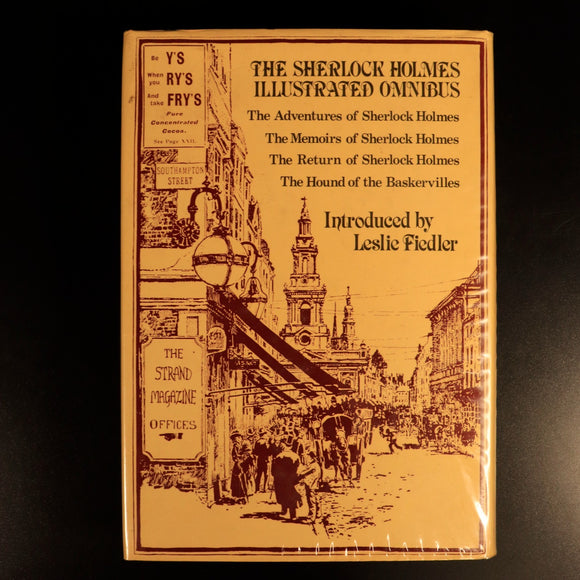 Be Y'S
When you RY'S
And take FRY'S
Pure
Concentrated
Cocoa.
See Page XXII.
SOUTHAMPTON
STREET
THE
STRAND
MAGAZINE
OFFICES
THE SHERLOCK HOLMES
ILLUSTRATED OMNIBUS
The Adventures of Sherlock Holmes
The Memoirs of Sherlock Holmes
The Return of Sherlock Holmes
The Hound of the Baskervilles
Introduced by
Leslie Fiedler